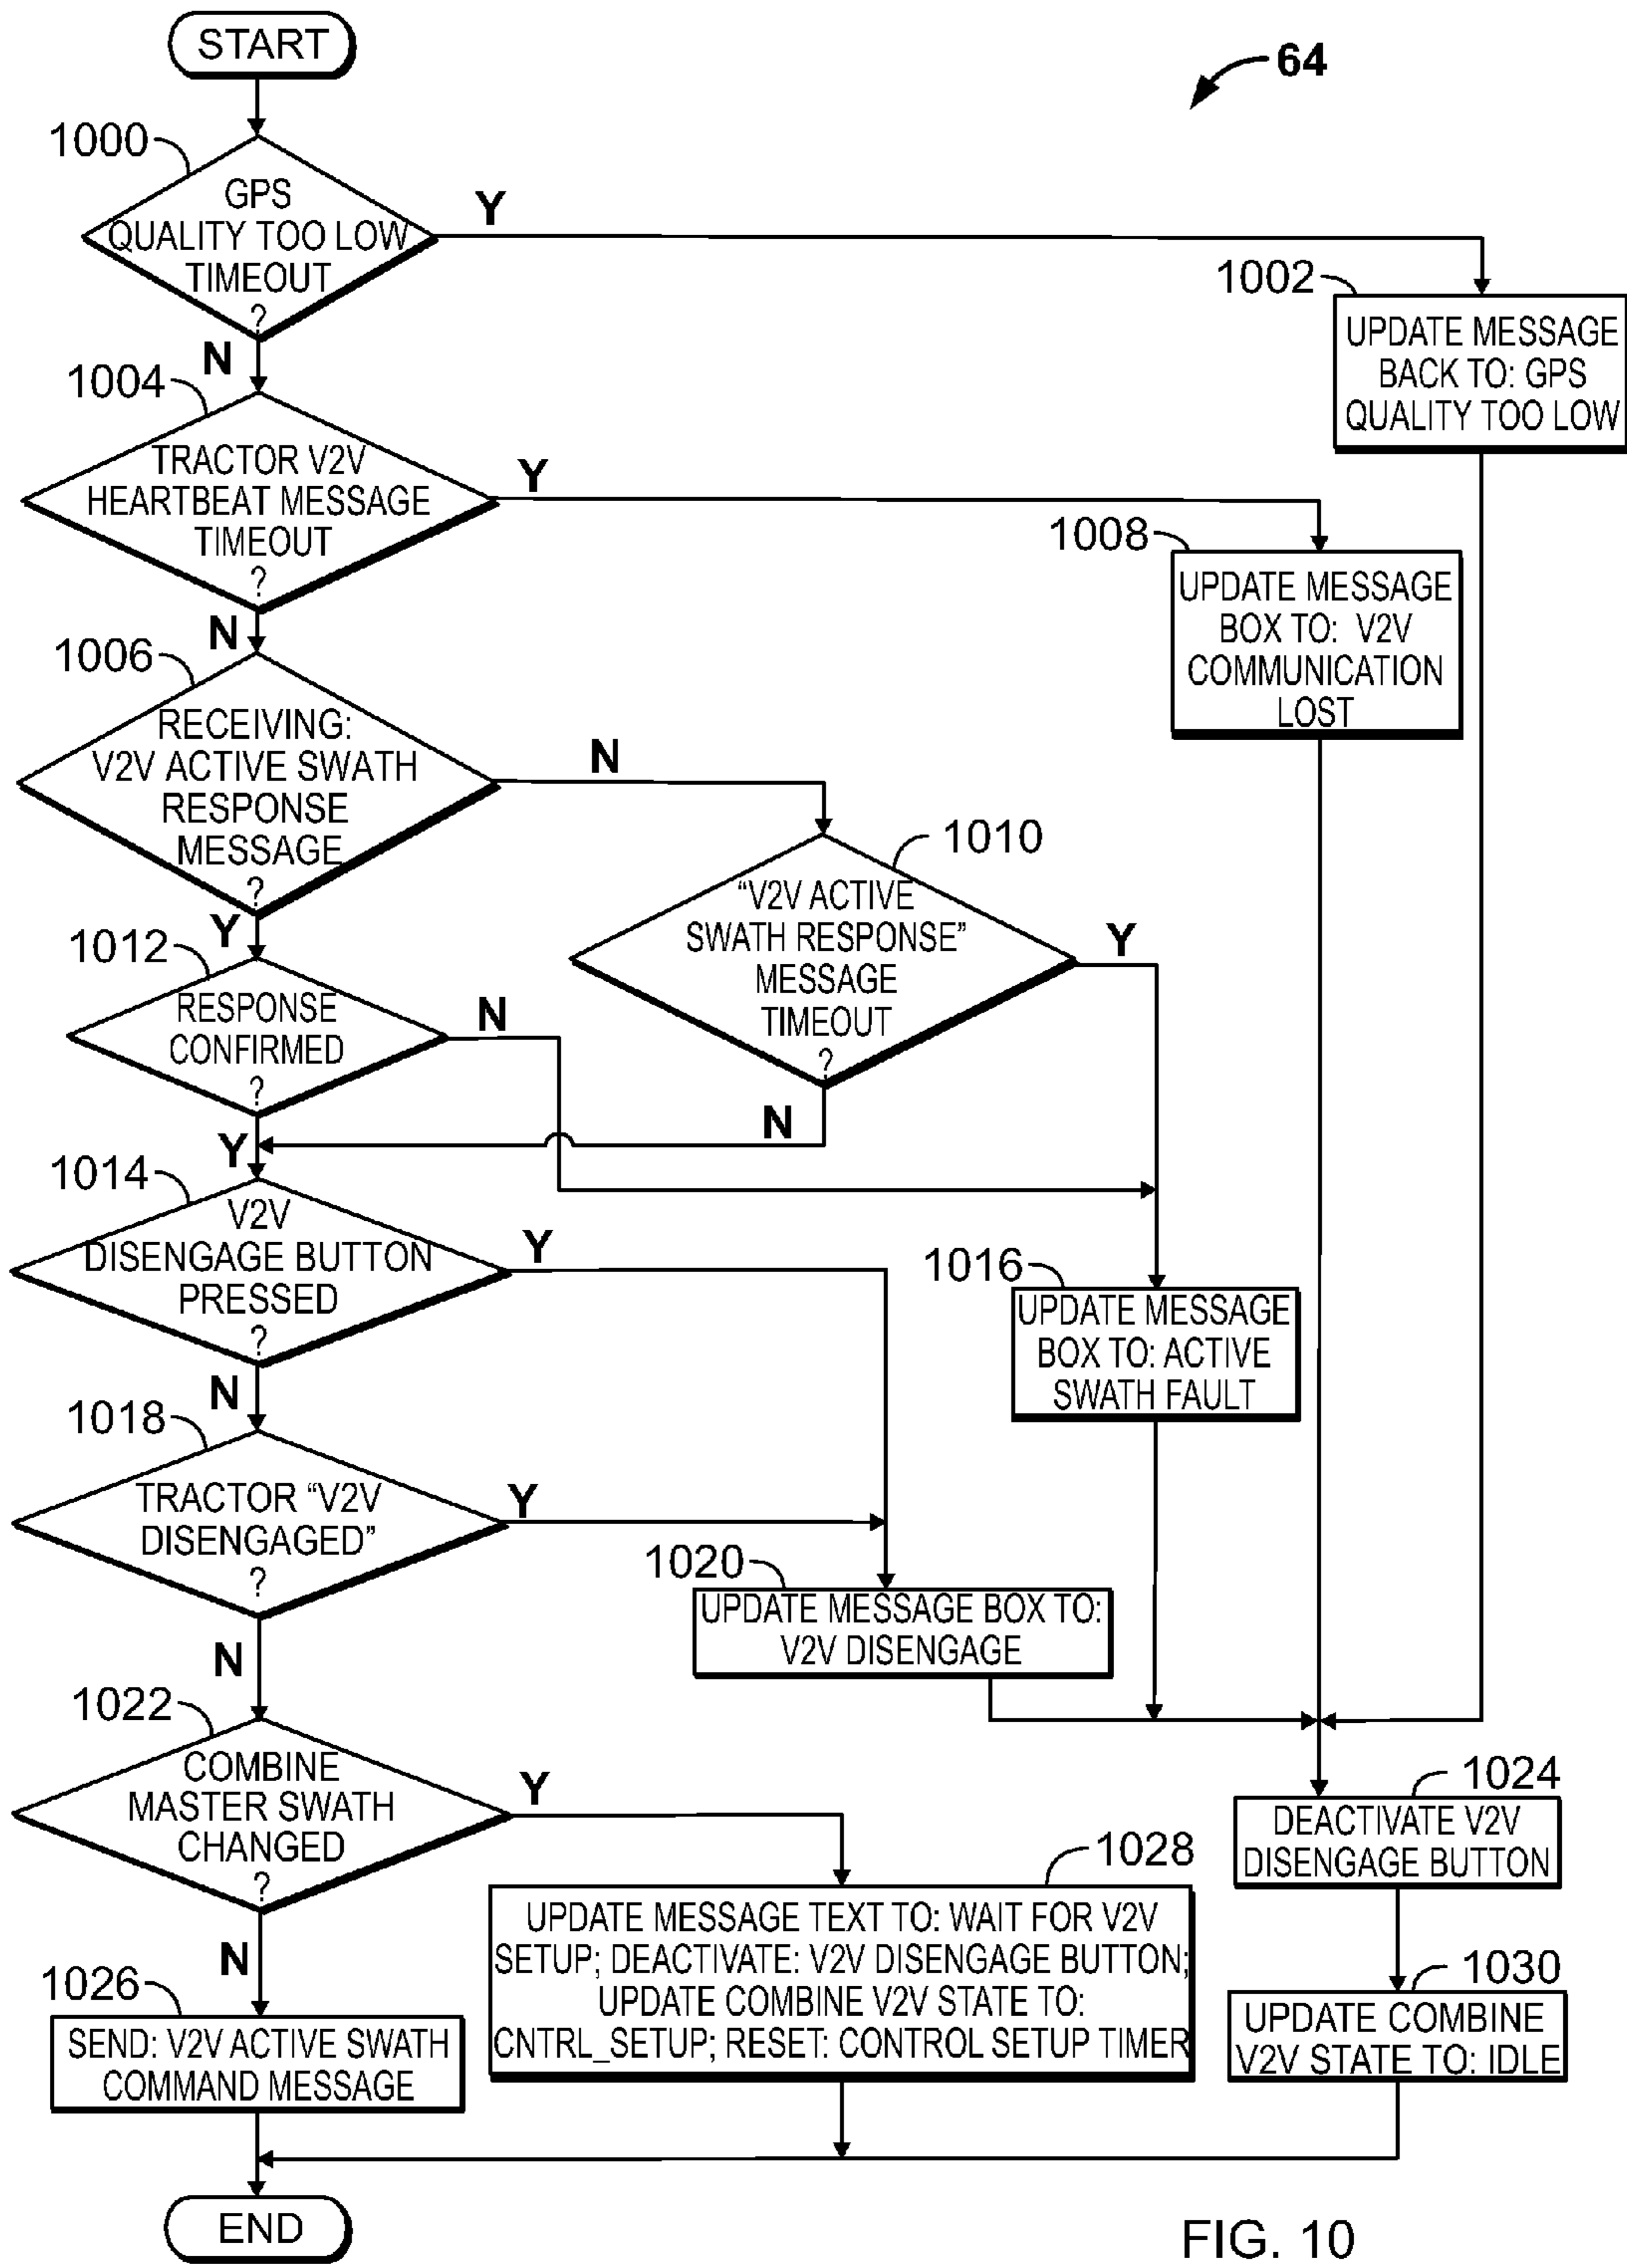 START
64
1000
GPS
QUALITY TOO LOW
TIMEOUT
?
Y
N
1002
UPDATE MESSAGE
BACK TO: GPS
QUALITY TOO LOW
1004
TRACTOR V2V
HEARTBEAT MESSAGE
TIMEOUT
?
Y
N
1008
UPDATE MESSAGE
BOX TO: V2V
COMMUNICATION
LOST
1006
RECEIVING:
V2V ACTIVE SWATH
RESPONSE
MESSAGE
?
N
Y
1010
"V2V ACTIVE
SWATH RESPONSE"
MESSAGE
TIMEOUT
?
Y
N
1012
RESPONSE
CONFIRMED
?
N
Y
1014
V2V
DISENGAGE BUTTON
PRESSED
?
Y
N
1016
UPDATE MESSAGE
BOX TO: ACTIVE
SWATH FAULT
1018
TRACTOR "V2V
DISENGAGED"
?
Y
N
1020
UPDATE MESSAGE BOX TO:
V2V DISENGAGE
1022
COMBINE
MASTER SWATH
CHANGED
?
Y
N
1024
DEACTIVATE V2V
DISENGAGE BUTTON
1028
UPDATE MESSAGE TEXT TO: WAIT FOR V2V
SETUP; DEACTIVATE: V2V DISENGAGE BUTTON;
UPDATE COMBINE V2V STATE TO:
CNTRL_SETUP; RESET: CONTROL SETUP TIMER
1026
SEND: V2V ACTIVE SWATH
COMMAND MESSAGE
1030
UPDATE COMBINE
V2V STATE TO: IDLE
END
FIG. 10